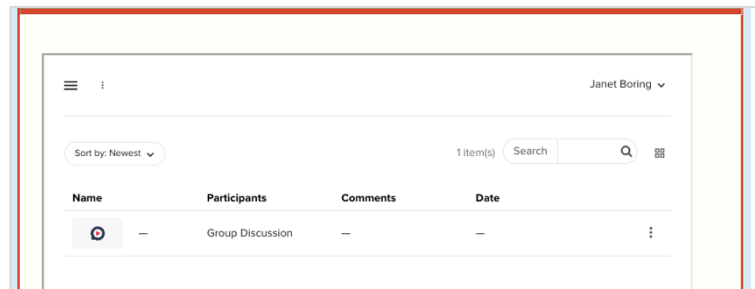 Janet Boring
Sort by: Newest 1 item(s) Search
Name Participants Comments Date
— Group Discussion — —